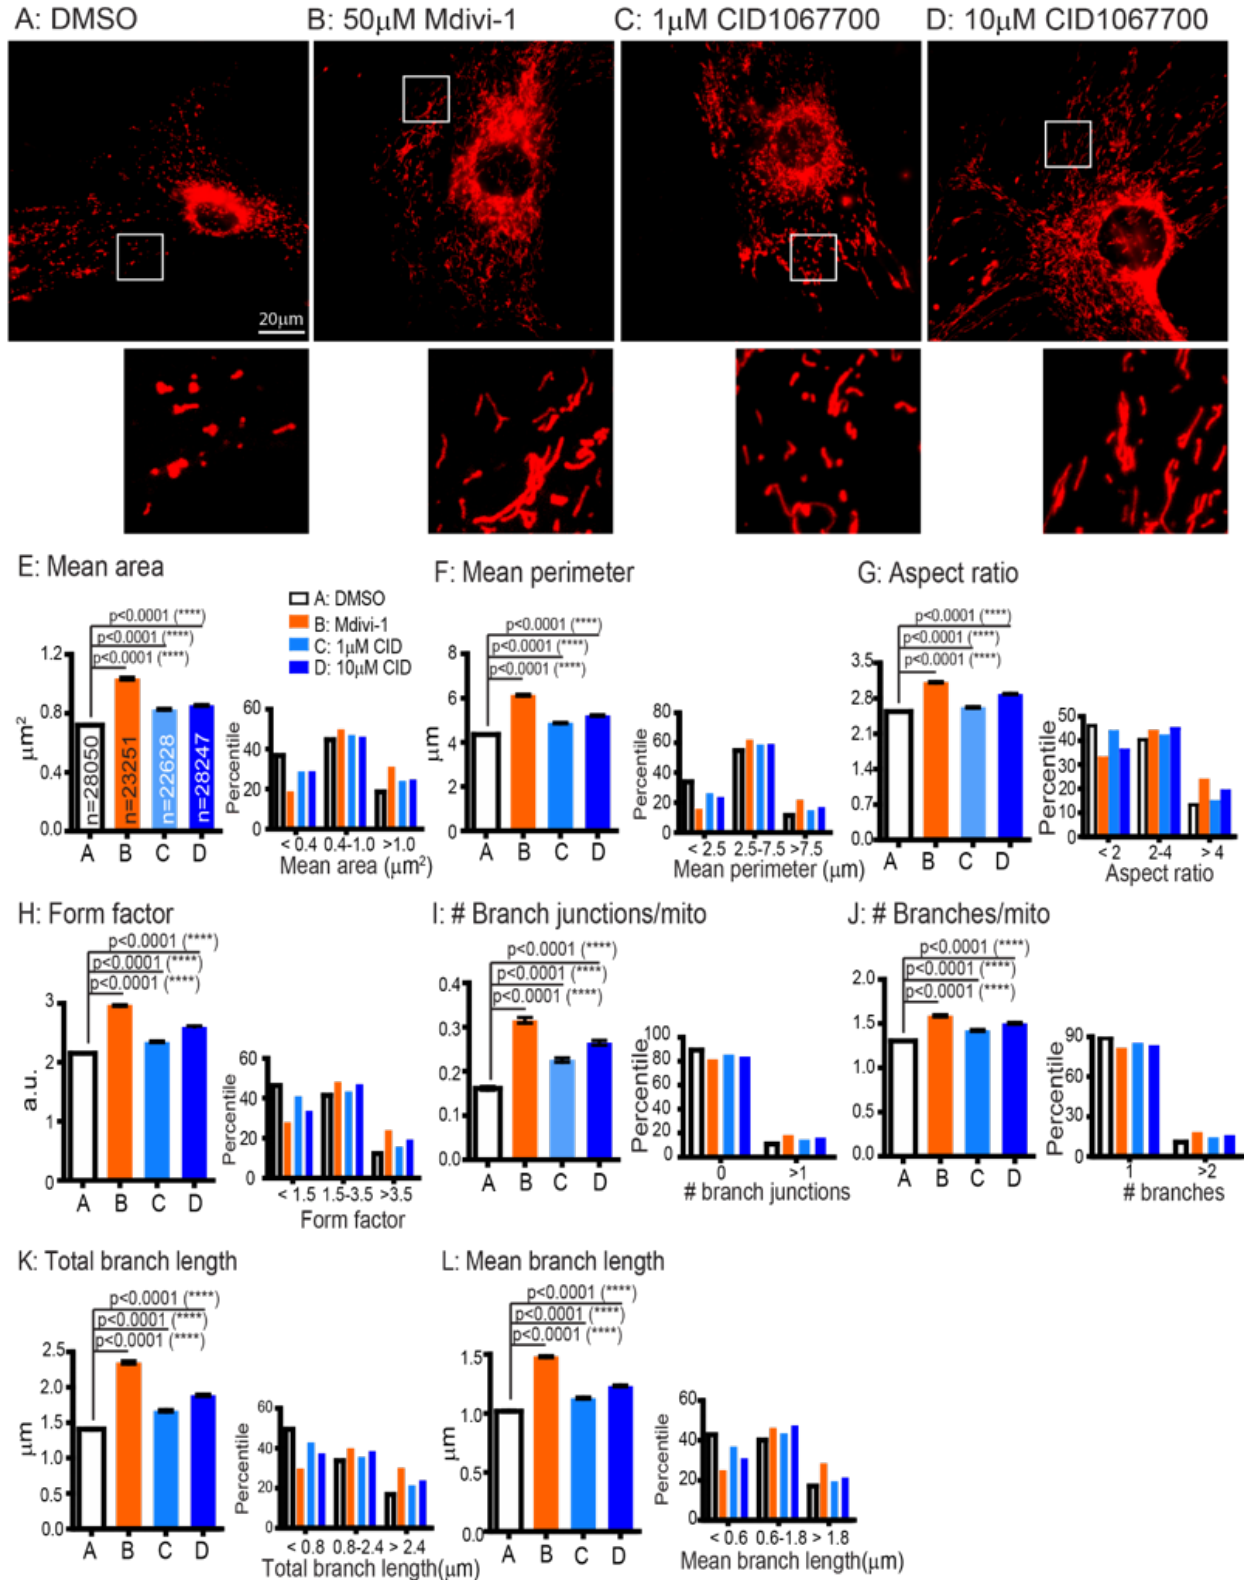 A: DMSO
B: 50μM Mdivi-1
C: 1μM CID1067700
D: 10μM CID1067700
20μm
E: Mean area
A: DMSO
B: Mdivi-1
C: 1μM CID
D: 10μM CID
p<0.0001 (****)
p<0.0001 (****)
p<0.0001 (****)
1.2
0.8
0.4
0.0
μm²
n=28050
n=23251
n=22628
n=28247
A B C D
60
40
20
0
Percentile
< 0.4 0.4-1.0 >1.0
Mean area (μm²)
F: Mean perimeter
p<0.0001 (****)
p<0.0001 (****)
p<0.0001 (****)
8
6
4
2
0
μm
A B C D
80
60
40
20
0
Percentile
< 2.5 2.5-7.5 >7.5
Mean perimeter (μm)
G: Aspect ratio
p<0.0001 (****)
p<0.0001 (****)
p<0.0001 (****)
3.5
2.8
2.1
1.4
0.7
0.0
A B C D
50
40
30
20
10
0
Percentile
< 2 2-4 > 4
Aspect ratio
H: Form factor
p<0.0001 (****)
p<0.0001 (****)
p<0.0001 (****)
3
2
1
0
a.u.
A B C D
60
40
20
0
Percentile
< 1.5 1.5-3.5 >3.5
Form factor
I: # Branch junctions/mito
p<0.0001 (****)
p<0.0001 (****)
p<0.0001 (****)
0.4
0.3
0.2
0.1
0.0
A B C D
100
80
60
40
20
0
Percentile
0 >1
# branch junctions
J: # Branches/mito
p<0.0001 (****)
p<0.0001 (****)
p<0.0001 (****)
2.0
1.5
1.0
0.5
0.0
A B C D
90
60
30
0
Percentile
1 >2
# branches
K: Total branch length
p<0.0001 (****)
p<0.0001 (****)
p<0.0001 (****)
2.5
2.0
1.5
1.0
0.5
0.0
μm
A B C D
60
40
20
0
Percentile
< 0.8 0.8-2.4 > 2.4
Total branch length(μm)
L: Mean branch length
p<0.0001 (****)
p<0.0001 (****)
p<0.0001 (****)
1.5
1.0
0.5
0.0
μm
A B C D
60
40
20
0
Percentile
< 0.6 0.6-1.8 > 1.8
Mean branch length(μm)